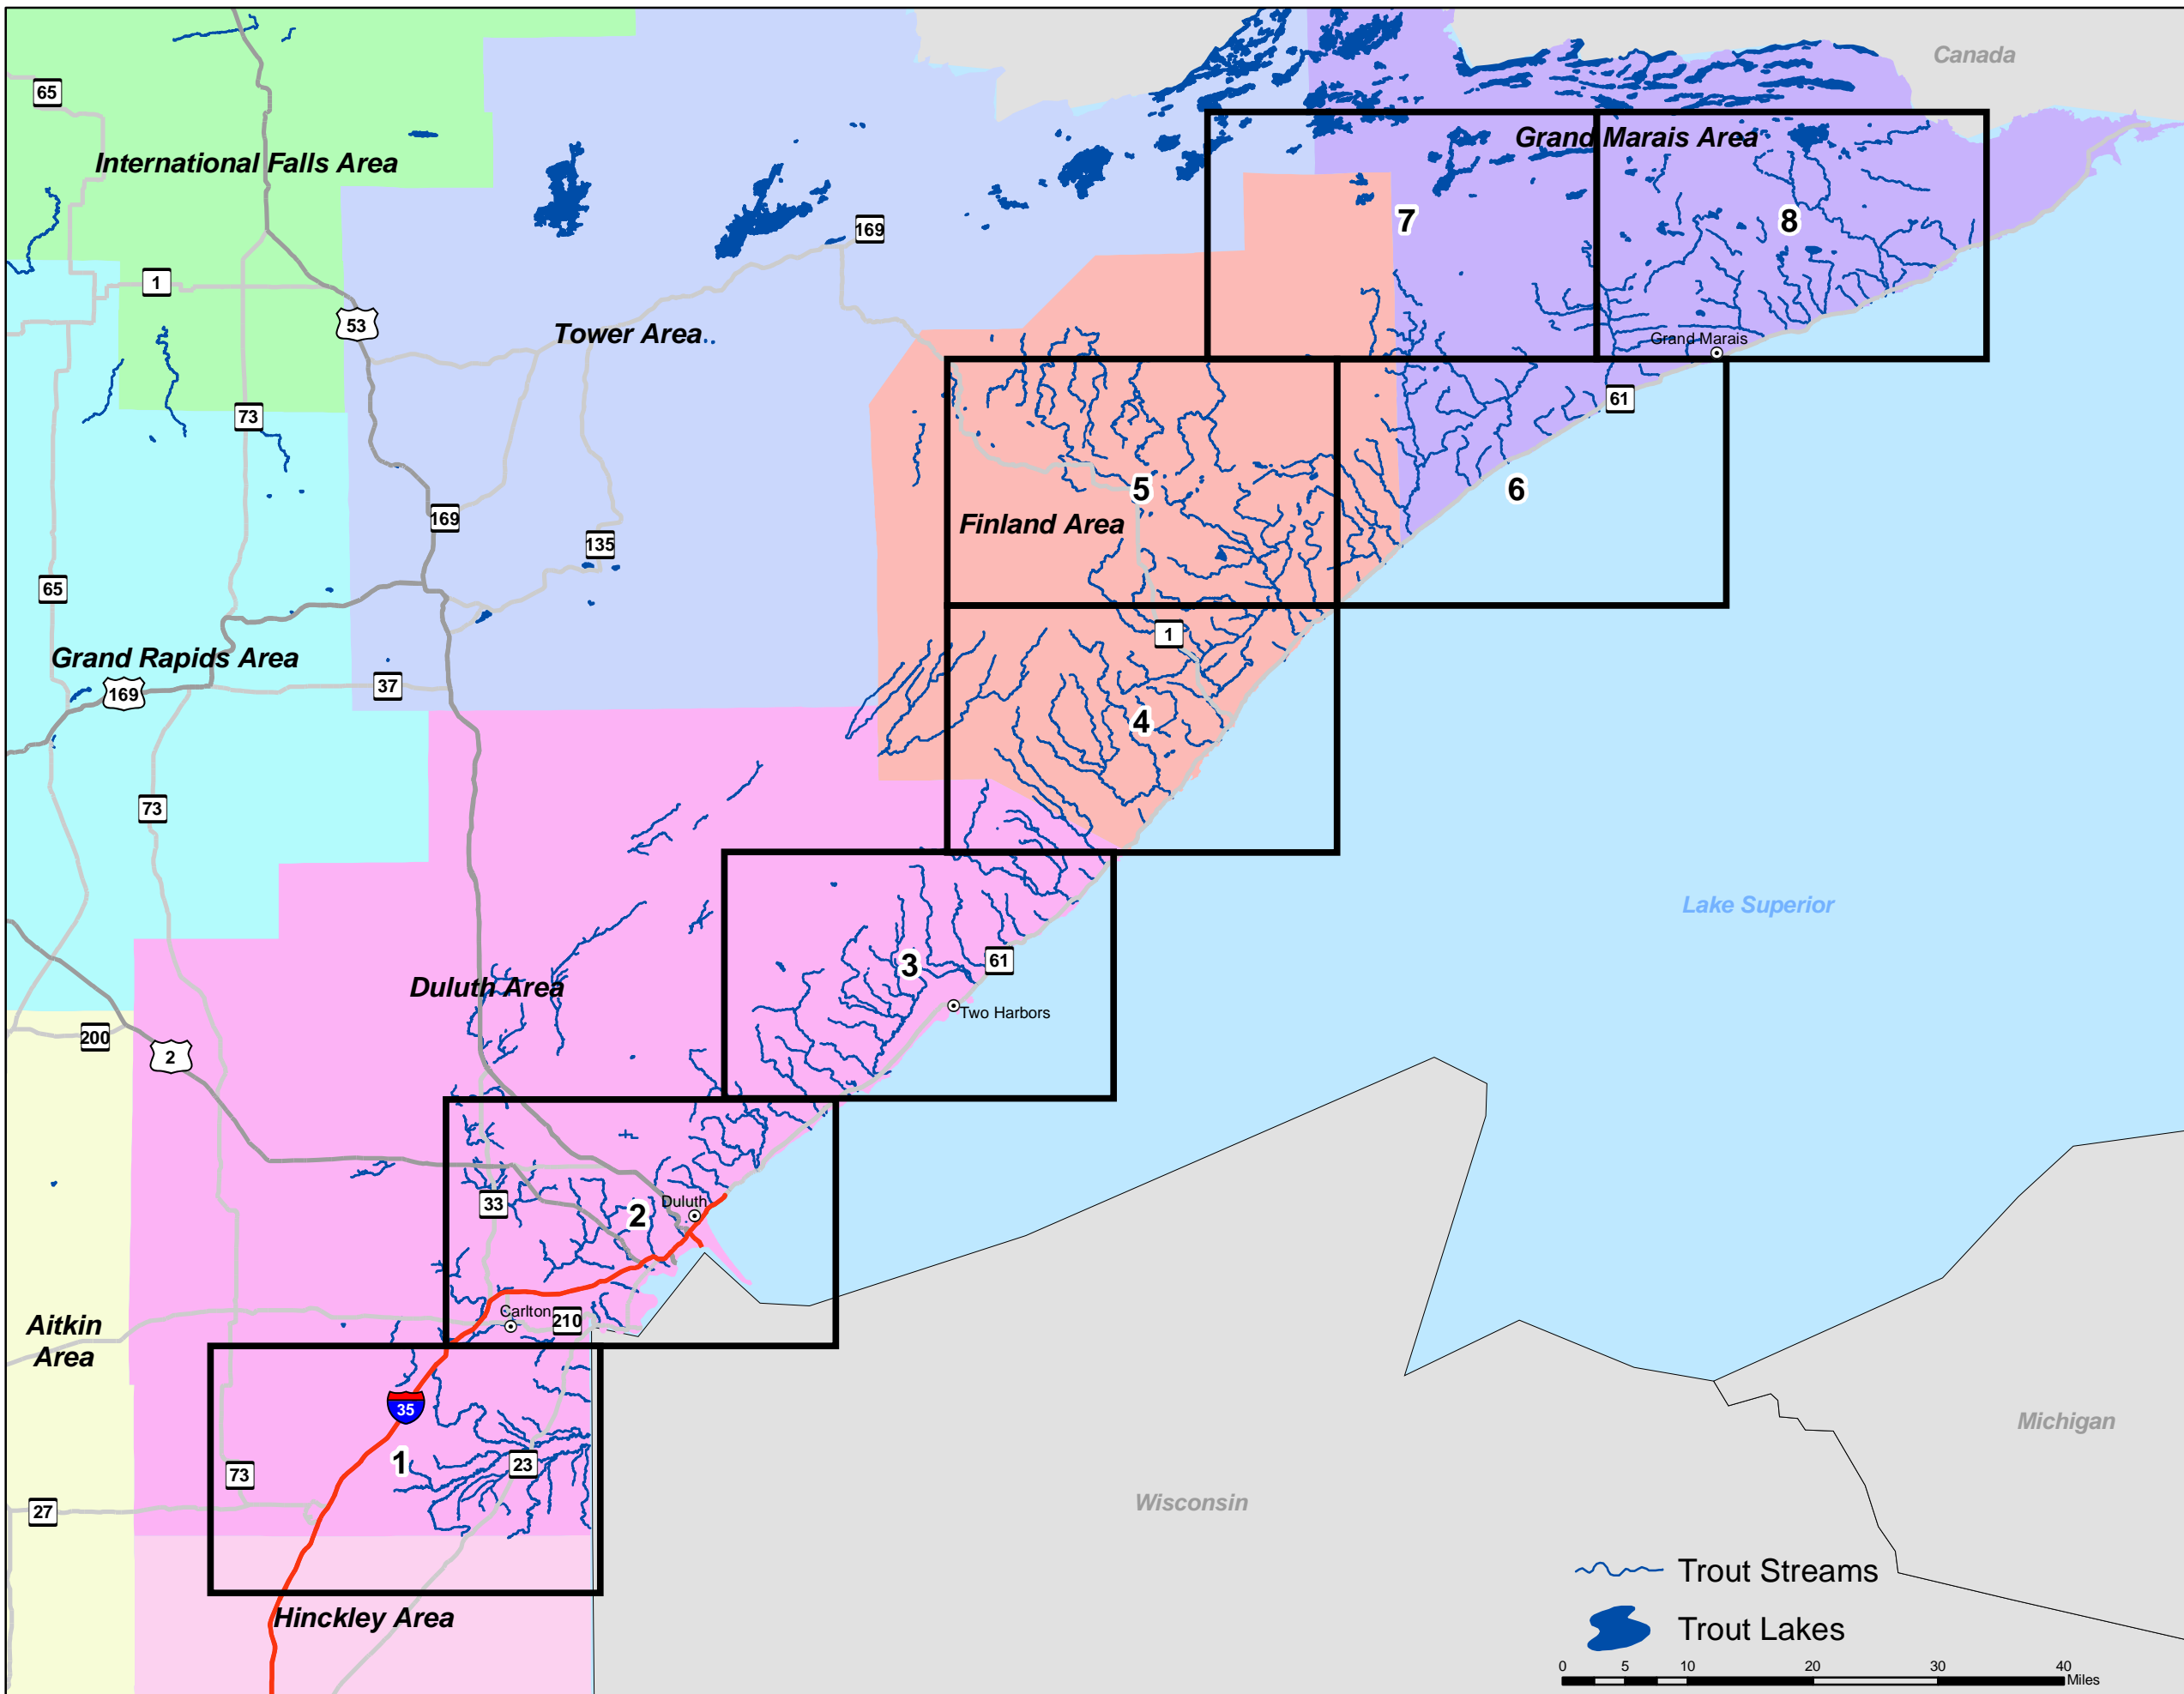 Canada
65
Grand Marais Area
International Falls Area
7
8
169
1
53
Tower Area
Grand Marais
61
73
5
6
169
Finland Area
135
65
1
Grand Rapids Area
37
169
4
73
Lake Superior
3
61
Duluth Area
Two Harbors
200
2
33
2
Duluth
Carlton
210
Aitkin
Area
35
Michigan
1
23
73
27
Wisconsin
Trout Streams
Hinckley Area
Trout Lakes
0 5 10 20 30 40
Miles